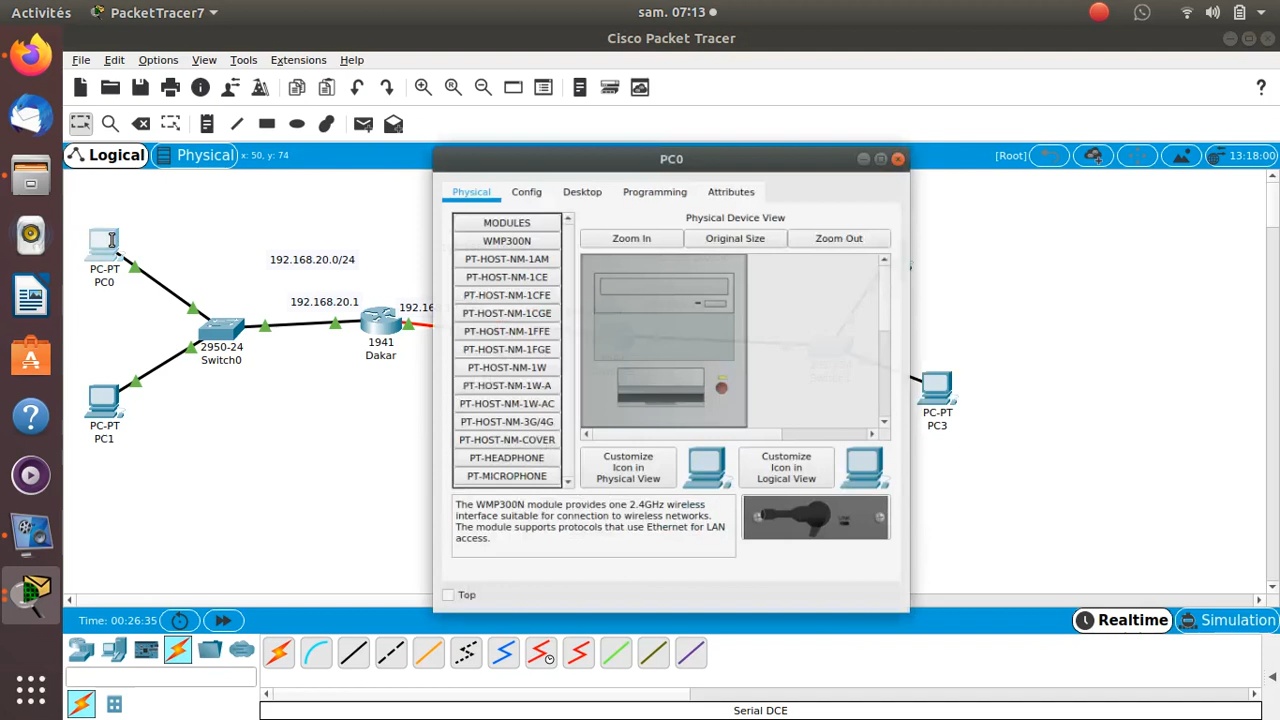 Activités
PacketTracer7
sam. 07:13
Cisco Packet Tracer
File Edit Options View Tools Extensions Help
?
Logical
Physical
x: 50, y: 74
[Root]
13:18:00
PC0
Physical Config Desktop Programming Attributes
MODULES
WMP300N
PT-HOST-NM-1AM
PT-HOST-NM-1CE
PT-HOST-NM-1CFE
PT-HOST-NM-1CGE
PT-HOST-NM-1FFE
PT-HOST-NM-1FGE
PT-HOST-NM-1W
PT-HOST-NM-1W-A
PT-HOST-NM-1W-AC
PT-HOST-NM-3G/4G
PT-HOST-NM-COVER
PT-HEADPHONE
PT-MICROPHONE
Physical Device View
Zoom In
Original Size
Zoom Out
Customize
Icon in
Physical View
Customize
Icon in
Logical View
The WMP300N module provides one 2.4GHz wireless
interface suitable for connection to wireless networks.
The module supports protocols that use Ethernet for LAN
access.
Top
PC-PT
PC0
192.168.20.0/24
192.168.20.1
192.16
2950-24
Switch0
1941
Dakar
PC-PT
PC1
PC-PT
PC3
Time: 00:26:35
Realtime
Simulation
Serial DCE